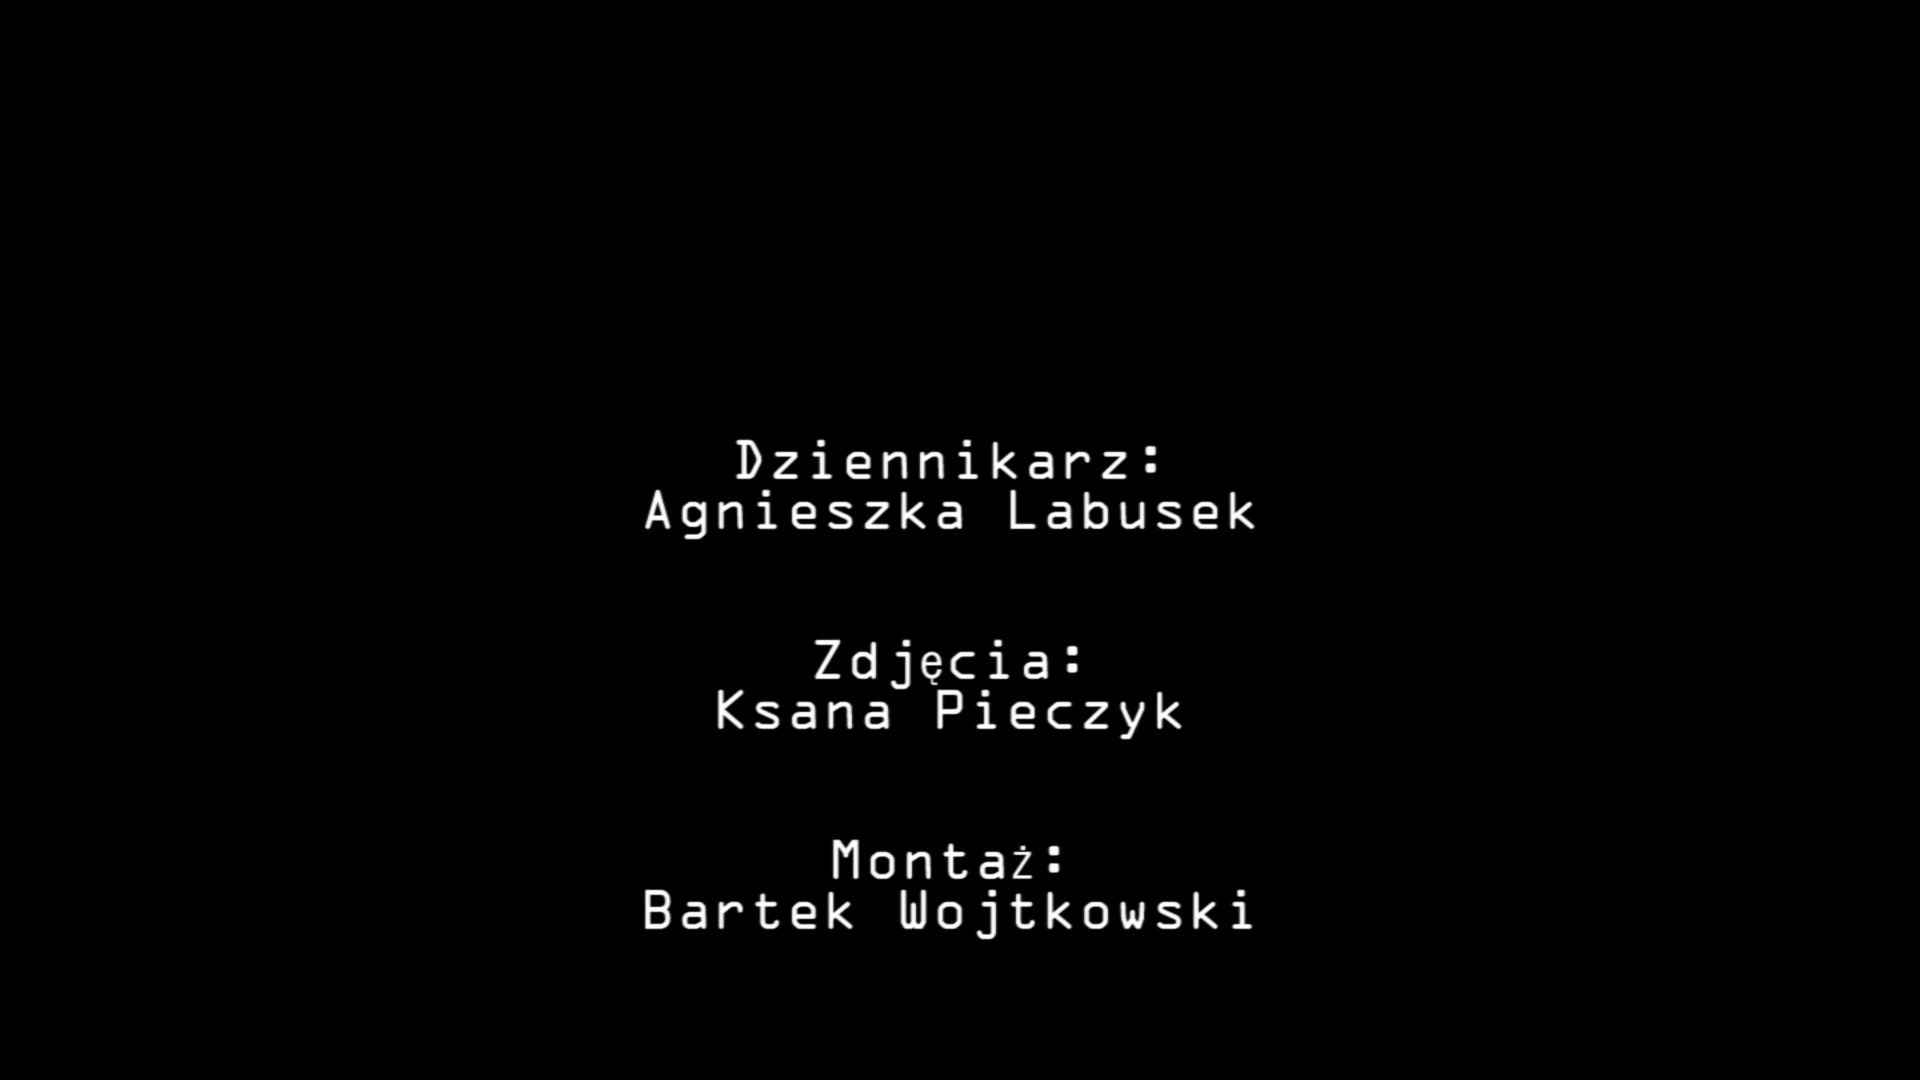 Dziennikarz:
Agnieszka Labusek
Zdjęcia:
Ksana Pieczyk
Montaż:
Bartek Wojtkowski